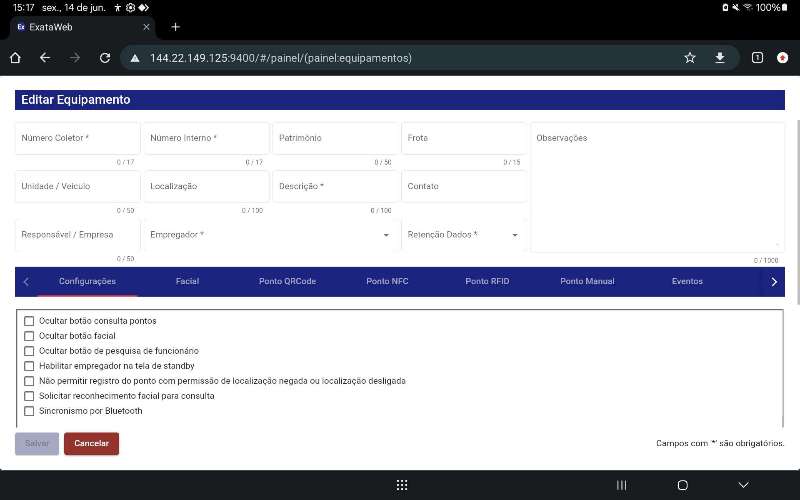 15:17 sex., 14 de jun.
100%
Ex ExataWeb
144.22.149.125:9400/#/painel/(painel:equipamentos)
1
Editar Equipamento
Número Coletor * Número Interno * Patrimônio Frota Observações
0 / 17 0 / 17 0 / 50 0 / 15
Unidade / Veículo Localização Descrição * Contato
0 / 50 0 / 100 0 / 100
Responsável / Empresa Empregador * Retenção Dados *
0 / 50 0 / 1000
Configurações Facial Ponto QRCode Ponto NFC Ponto RFID Ponto Manual Eventos
Ocultar botão consulta pontos
Ocultar botão facial
Ocultar botão de pesquisa de funcionário
Habilitar empregador na tela de standby
Não permitir registro do ponto com permissão de localização negada ou localização desligada
Solicitar reconhecimento facial para consulta
Sincronismo por Bluetooth
Salvar Cancelar Campos com '*' são obrigatórios.